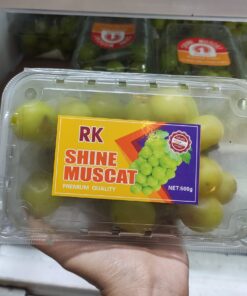 RK
SHINE
MUSCAT
PREMIUM QUALITY
NET:500g